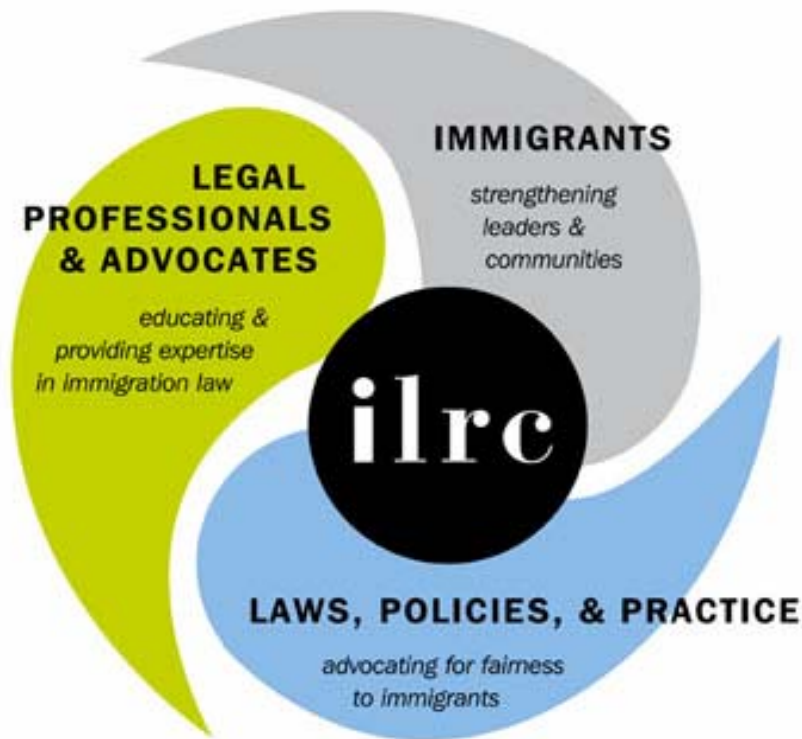 IMMIGRANTS
strengthening
leaders &
communities
LEGAL
PROFESSIONALS
& ADVOCATES
educating &
providing expertise
in immigration law
ilrc
LAWS, POLICIES, & PRACTICE
advocating for fairness
to immigrants